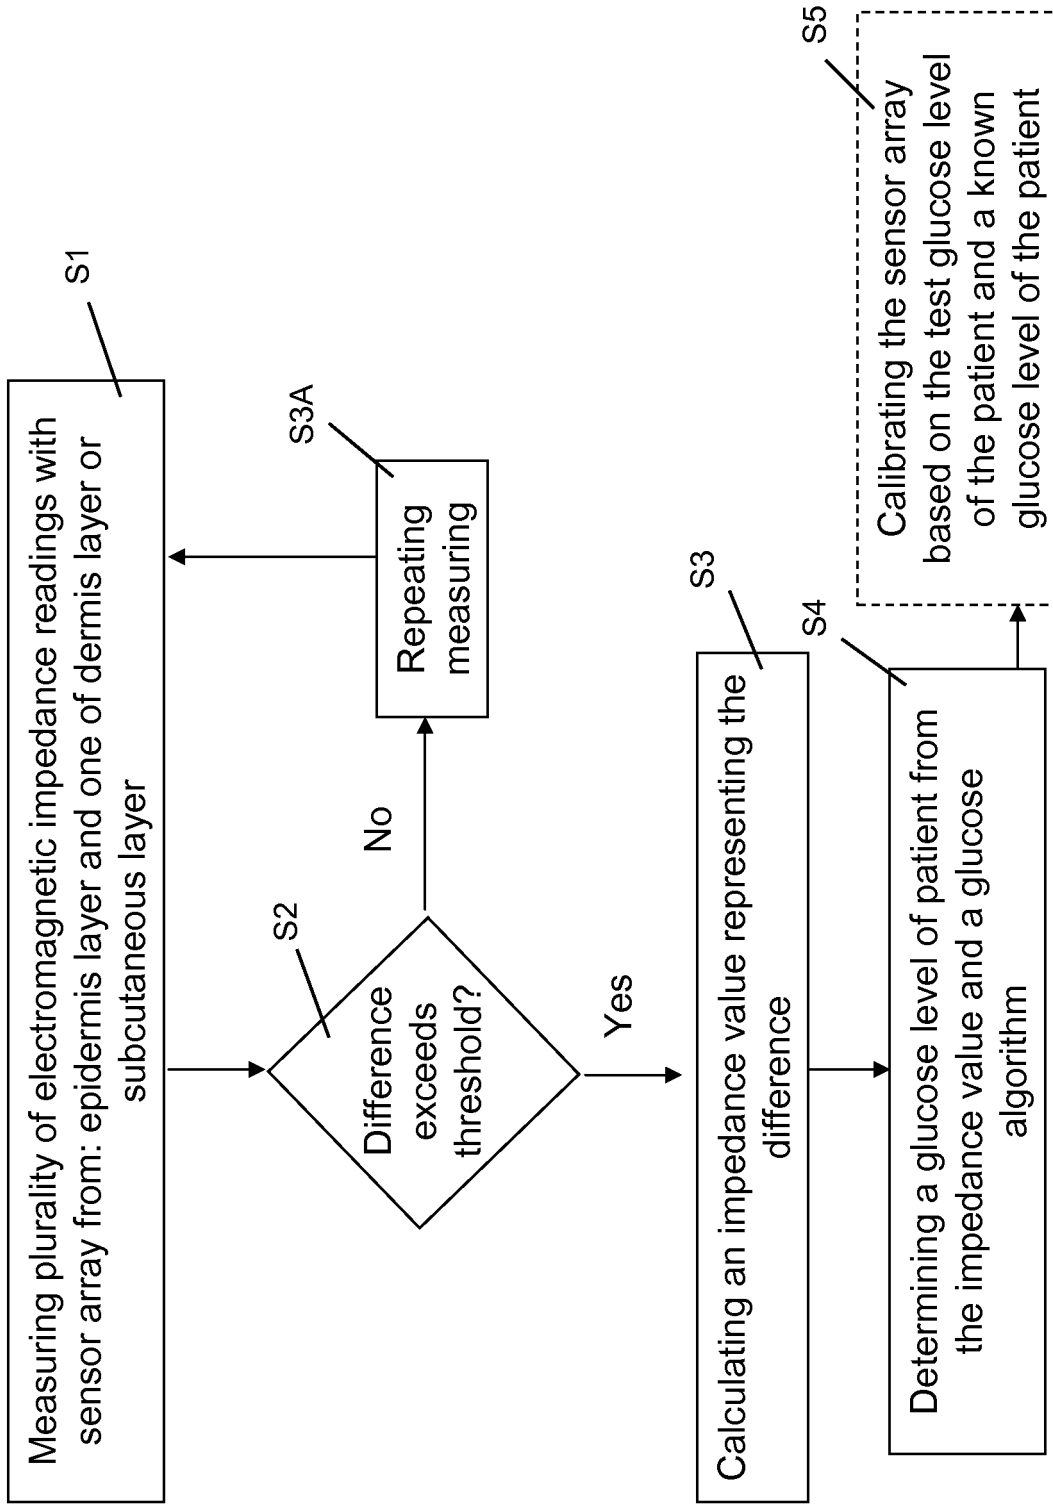 S1
Measuring plurality of electromagnetic impedance readings with
sensor array from: epidermis layer and one of dermis layer or
subcutaneous layer
S2
Difference
exceeds
threshold?
No
S3A
Repeating
measuring
Yes
S3
Calculating an impedance value representing the
difference
S4
Determining a glucose level of patient from
the impedance value and a glucose
algorithm
S5
Calibrating the sensor array
based on the test glucose level
of the patient and a known
glucose level of the patient